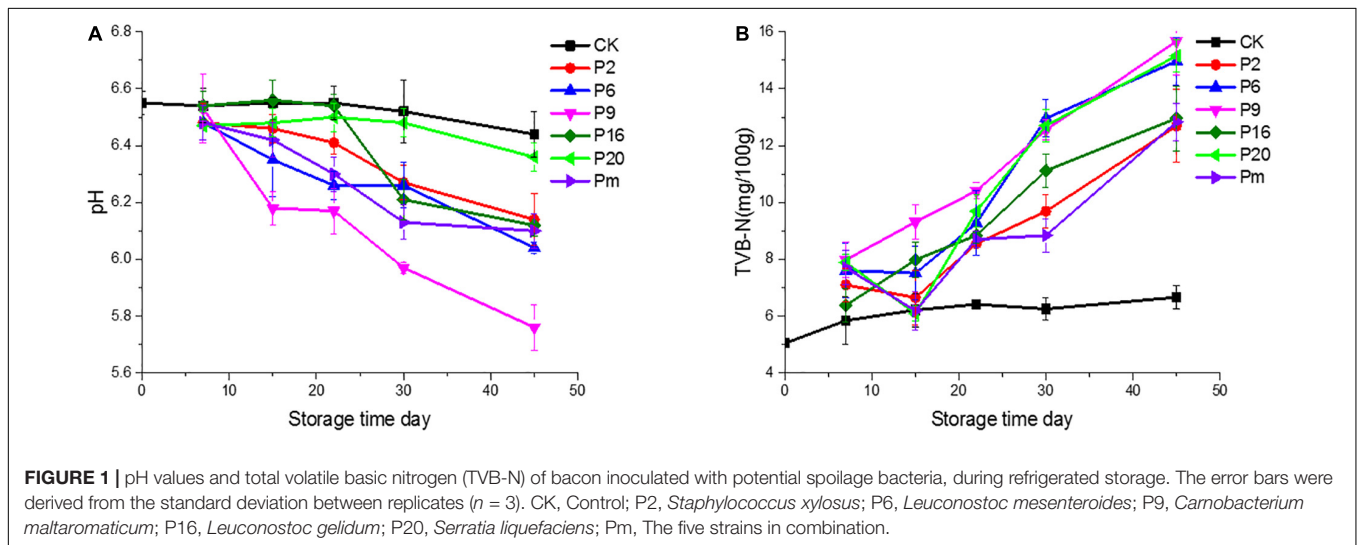 A
6.8
6.6
6.4
6.2
6.0
5.8
5.6
pH
0 10 20 30 40 50
Storage time day
CK
P2
P6
P9
P16
P20
Pm
B
16
14
12
10
8
6
4
TVB-N(mg/100g)
0 10 20 30 40 50
Storage time day
CK
P2
P6
P9
P16
P20
Pm
FIGURE 1 | pH values and total volatile basic nitrogen (TVB-N) of bacon inoculated with potential spoilage bacteria, during refrigerated storage. The error bars were
derived from the standard deviation between replicates (n = 3). CK, Control; P2, Staphylococcus xylosus; P6, Leuconostoc mesenteroides; P9, Carnobacterium
maltaromaticum; P16, Leuconostoc gelidum; P20, Serratia liquefaciens; Pm, The five strains in combination.